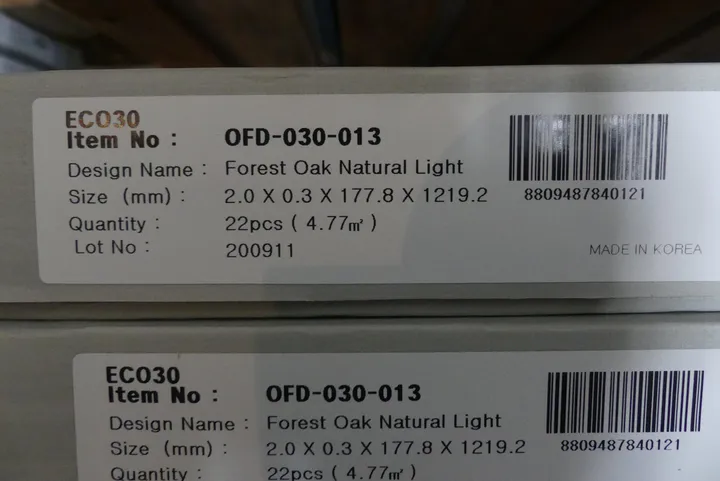 ECO30
Item No : OFD-030-013
Design Name : Forest Oak Natural Light
Size (mm) : 2.0 X 0.3 X 177.8 X 1219.2
Quantity : 22pcs ( 4.77㎡ )
Lot No : 200911
8809487840121
MADE IN KOREA
ECO30
Item No : OFD-030-013
Design Name : Forest Oak Natural Light
Size (mm) : 2.0 X 0.3 X 177.8 X 1219.2
Quantity : 22pcs ( 4.77㎡ )
8809487840121